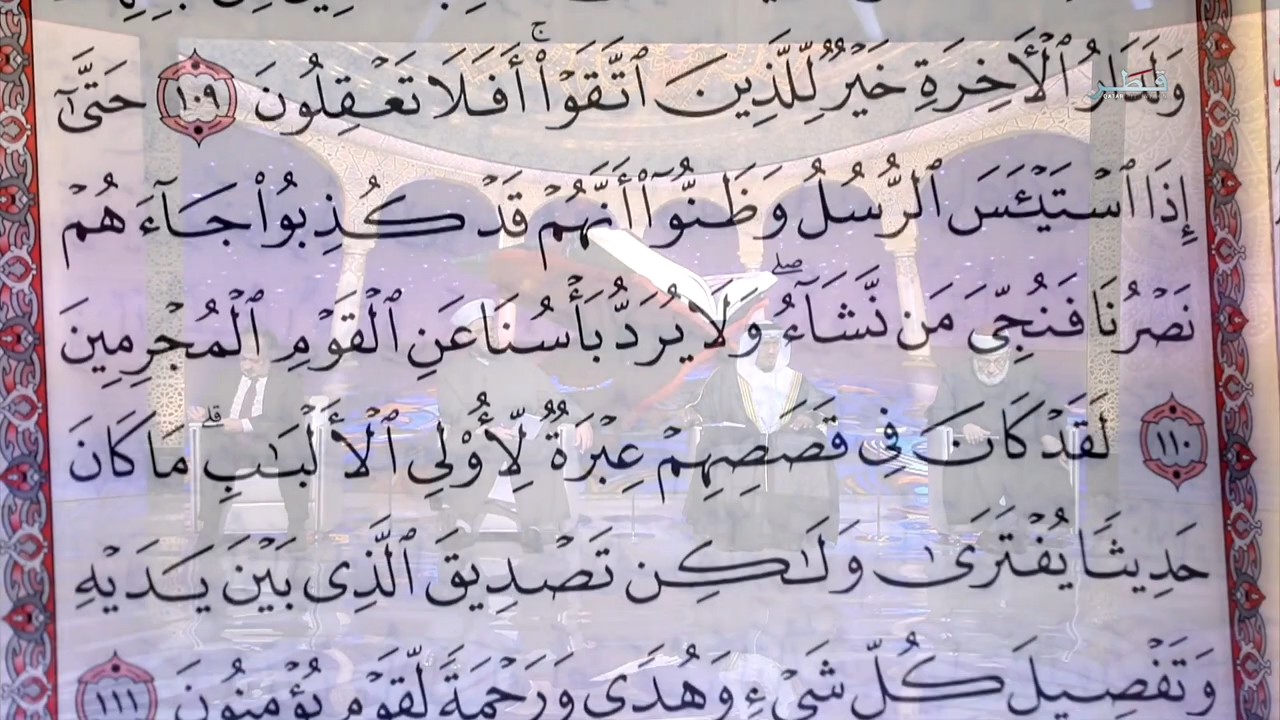 وَلَدَارُ ٱلْأَخِرَةِ خَيْرٌ لِّلَّذِينَ ٱتَّقَوْا۟ ۚ أَفَلَا تَعْقِلُونَ ١٠٩ حَتَّىٰٓ
إِذَا ٱسْتَيْـَٔسَ ٱلرُّسُلُ وَظَنُّوٓا۟ أَنَّهُمْ قَدْ كُذِبُوا۟ جَآءَهُمْ
نَصْرُنَا فَنُجِّيَ مَن نَّشَآءُ ۖ وَلَا يُرَدُّ بَأْسُنَا عَنِ ٱلْقَوْمِ ٱلْمُجْرِمِينَ
١١٠ لَقَدْ كَانَ فِى قَصَصِهِمْ عِبْرَةٌ لِّأُو۟لِى ٱلْأَلْبَـٰبِ ۗ مَا كَانَ
حَدِيثًا يُفْتَرَىٰ وَلَـٰكِن تَصْدِيقَ ٱلَّذِى بَيْنَ يَدَيْهِ
وَتَفْصِيلَ كُلِّ شَىْءٍ وَهُدًى وَرَحْمَةً لِّقَوْمٍ يُؤْمِنُونَ ١١١
قطر